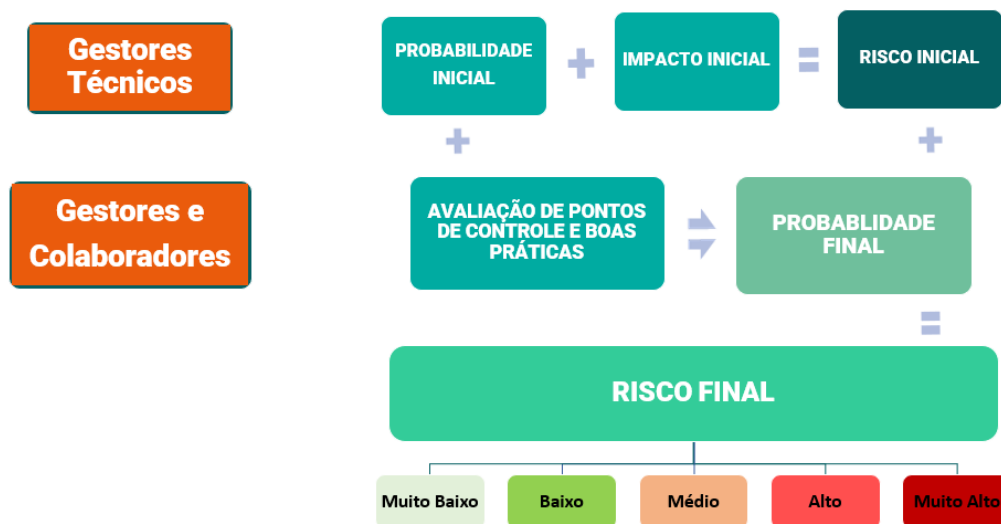 Gestores
Técnicos
PROBABILIDADE
INICIAL
+
IMPACTO INICIAL
=
RISCO INICIAL
+
+
Gestores e
Colaboradores
AVALIAÇÃO DE PONTOS
DE CONTROLE E BOAS
PRÁTICAS
PROBABLIDADE
FINAL
=
RISCO FINAL
Muito Baixo
Baixo
Médio
Alto
Muito Alto